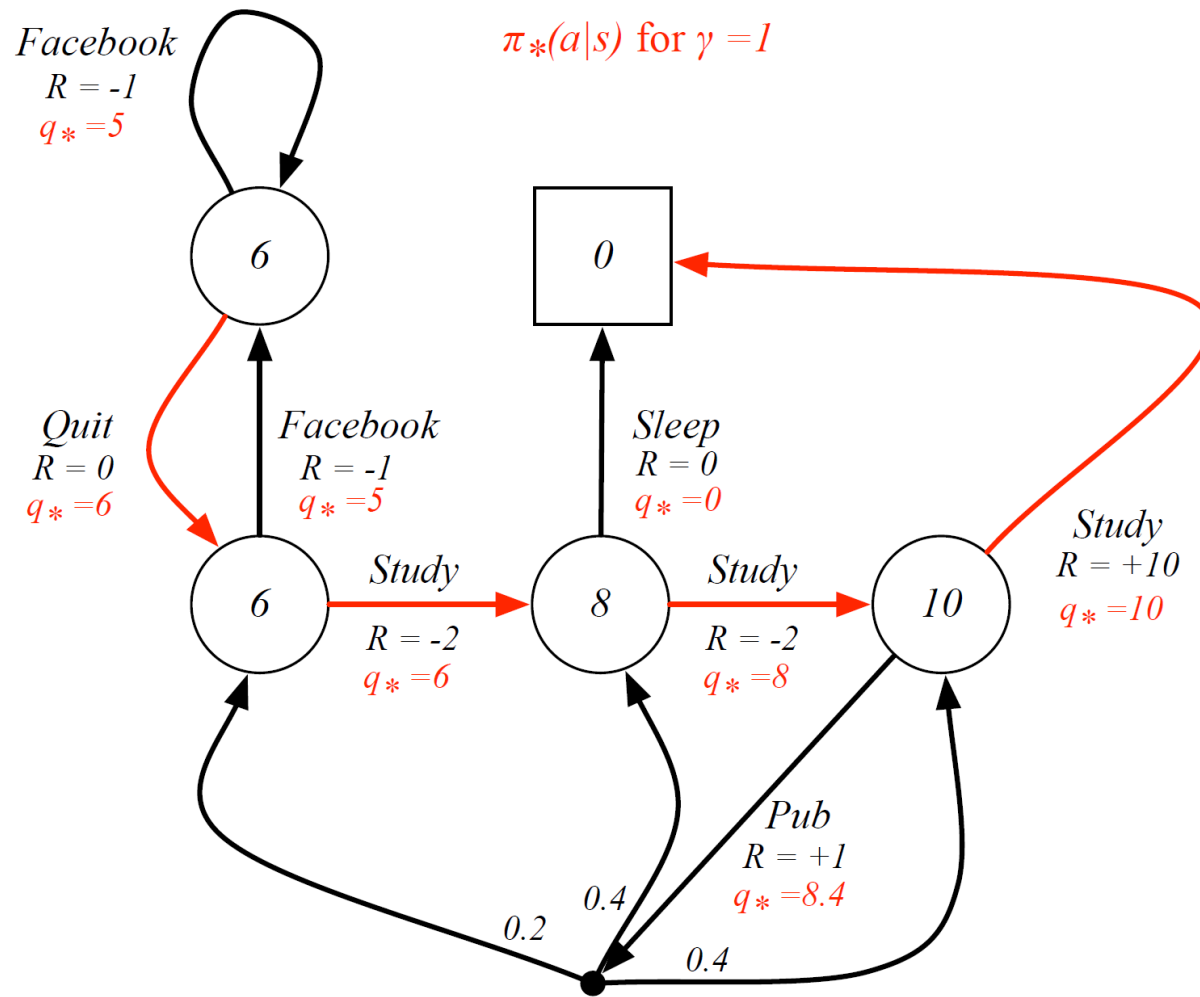 π*(a|s) for γ =1
Facebook
R = -1
q* =5
6
0
Quit
R = 0
q* =6
Facebook
R = -1
q* =5
Sleep
R = 0
q* =0
Study
R = +10
q* =10
6
Study
R = -2
q* =6
8
Study
R = -2
q* =8
10
Pub
R = +1
q* =8.4
0.2
0.4
0.4